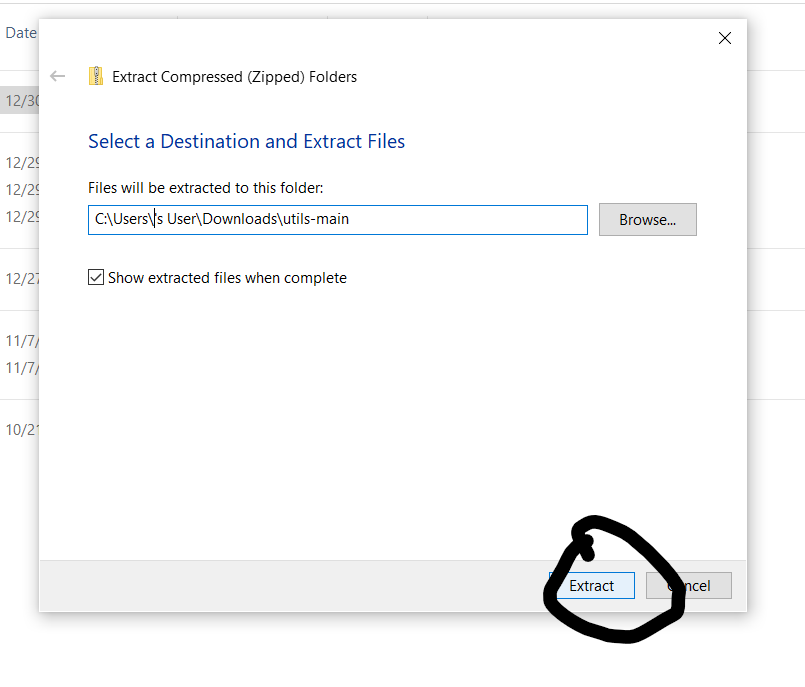 Date
Extract Compressed (Zipped) Folders
12/30
Select a Destination and Extract Files
12/29
Files will be extracted to this folder:
12/29
C:\Users\'s User\Downloads\utils-main
Browse...
12/29
12/27
Show extracted files when complete
11/7/
11/7/
10/21
Extract
ncel